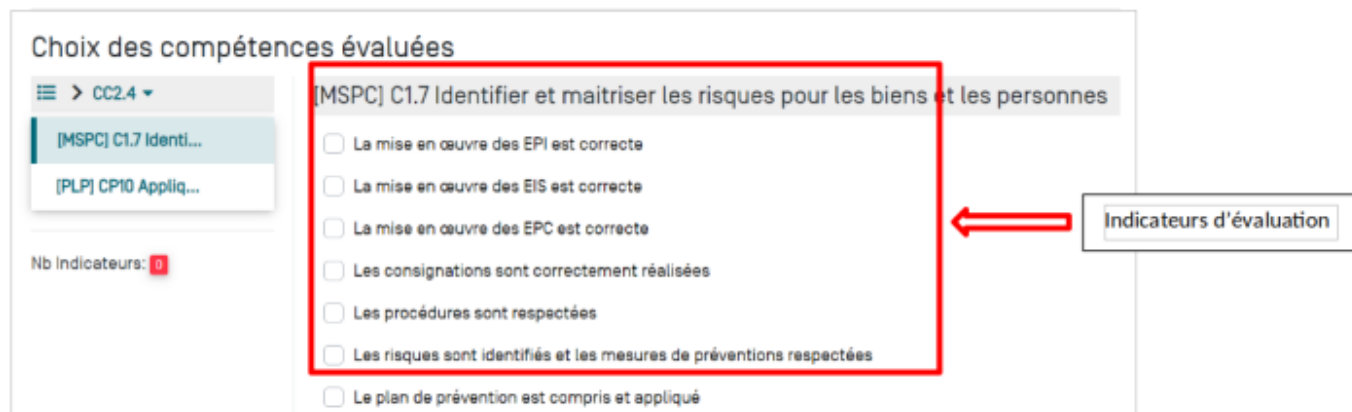 Choix des compétences évaluées
CC2.4
[MSPC] C1.7 Identi...
[PLP] CP10 Appliq...
Nb Indicateurs: 0
[MSPC] C1.7 Identifier et maitriser les risques pour les biens et les personnes
La mise en œuvre des EPI est correcte
La mise en œuvre des EIS est correcte
La mise en œuvre des EPC est correcte
Les consignations sont correctement réalisées
Les procédures sont respectées
Les risques sont identifiés et les mesures de préventions respectées
Le plan de prévention est compris et appliqué
Indicateurs d'évaluation